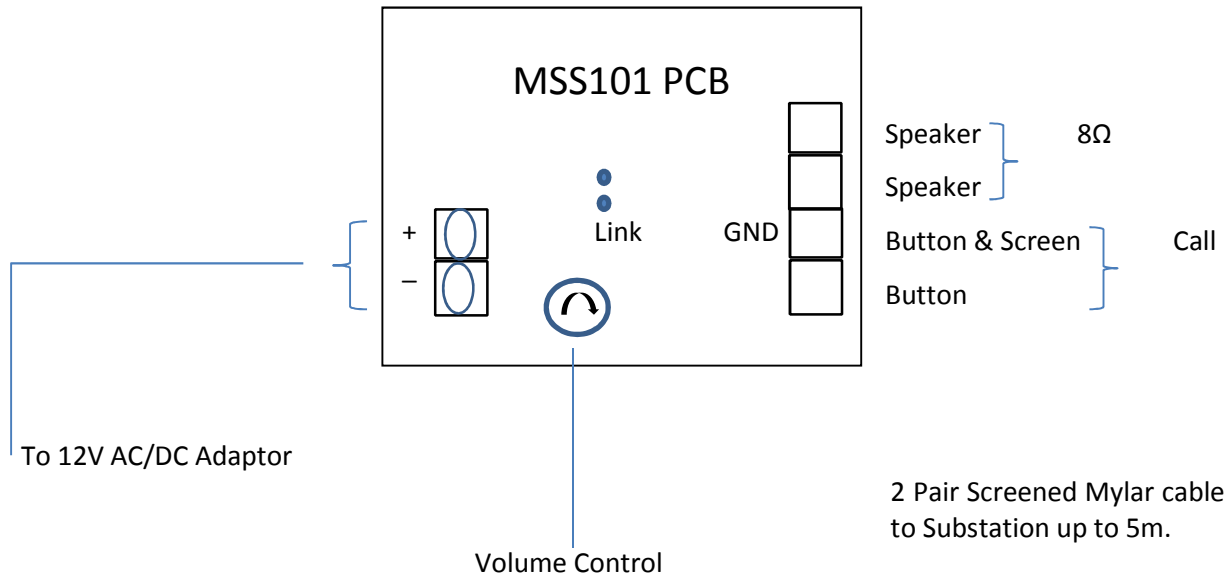 MSS101 PCB
Speaker 8Ω
Speaker
+ Link GND Button & Screen Call
– Button
To 12V AC/DC Adaptor
2 Pair Screened Mylar cable
to Substation up to 5m.
Volume Control